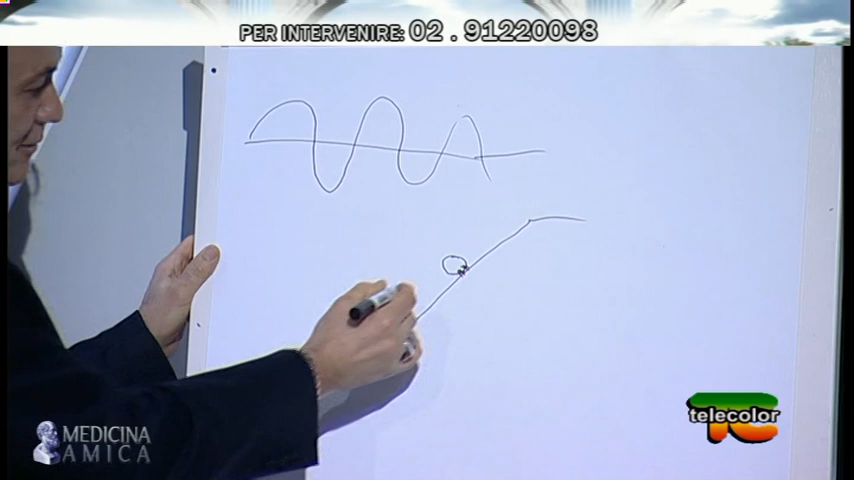 PER INTERVENIRE: 02 . 91220098
MEDICINA
AMICA
telecolor